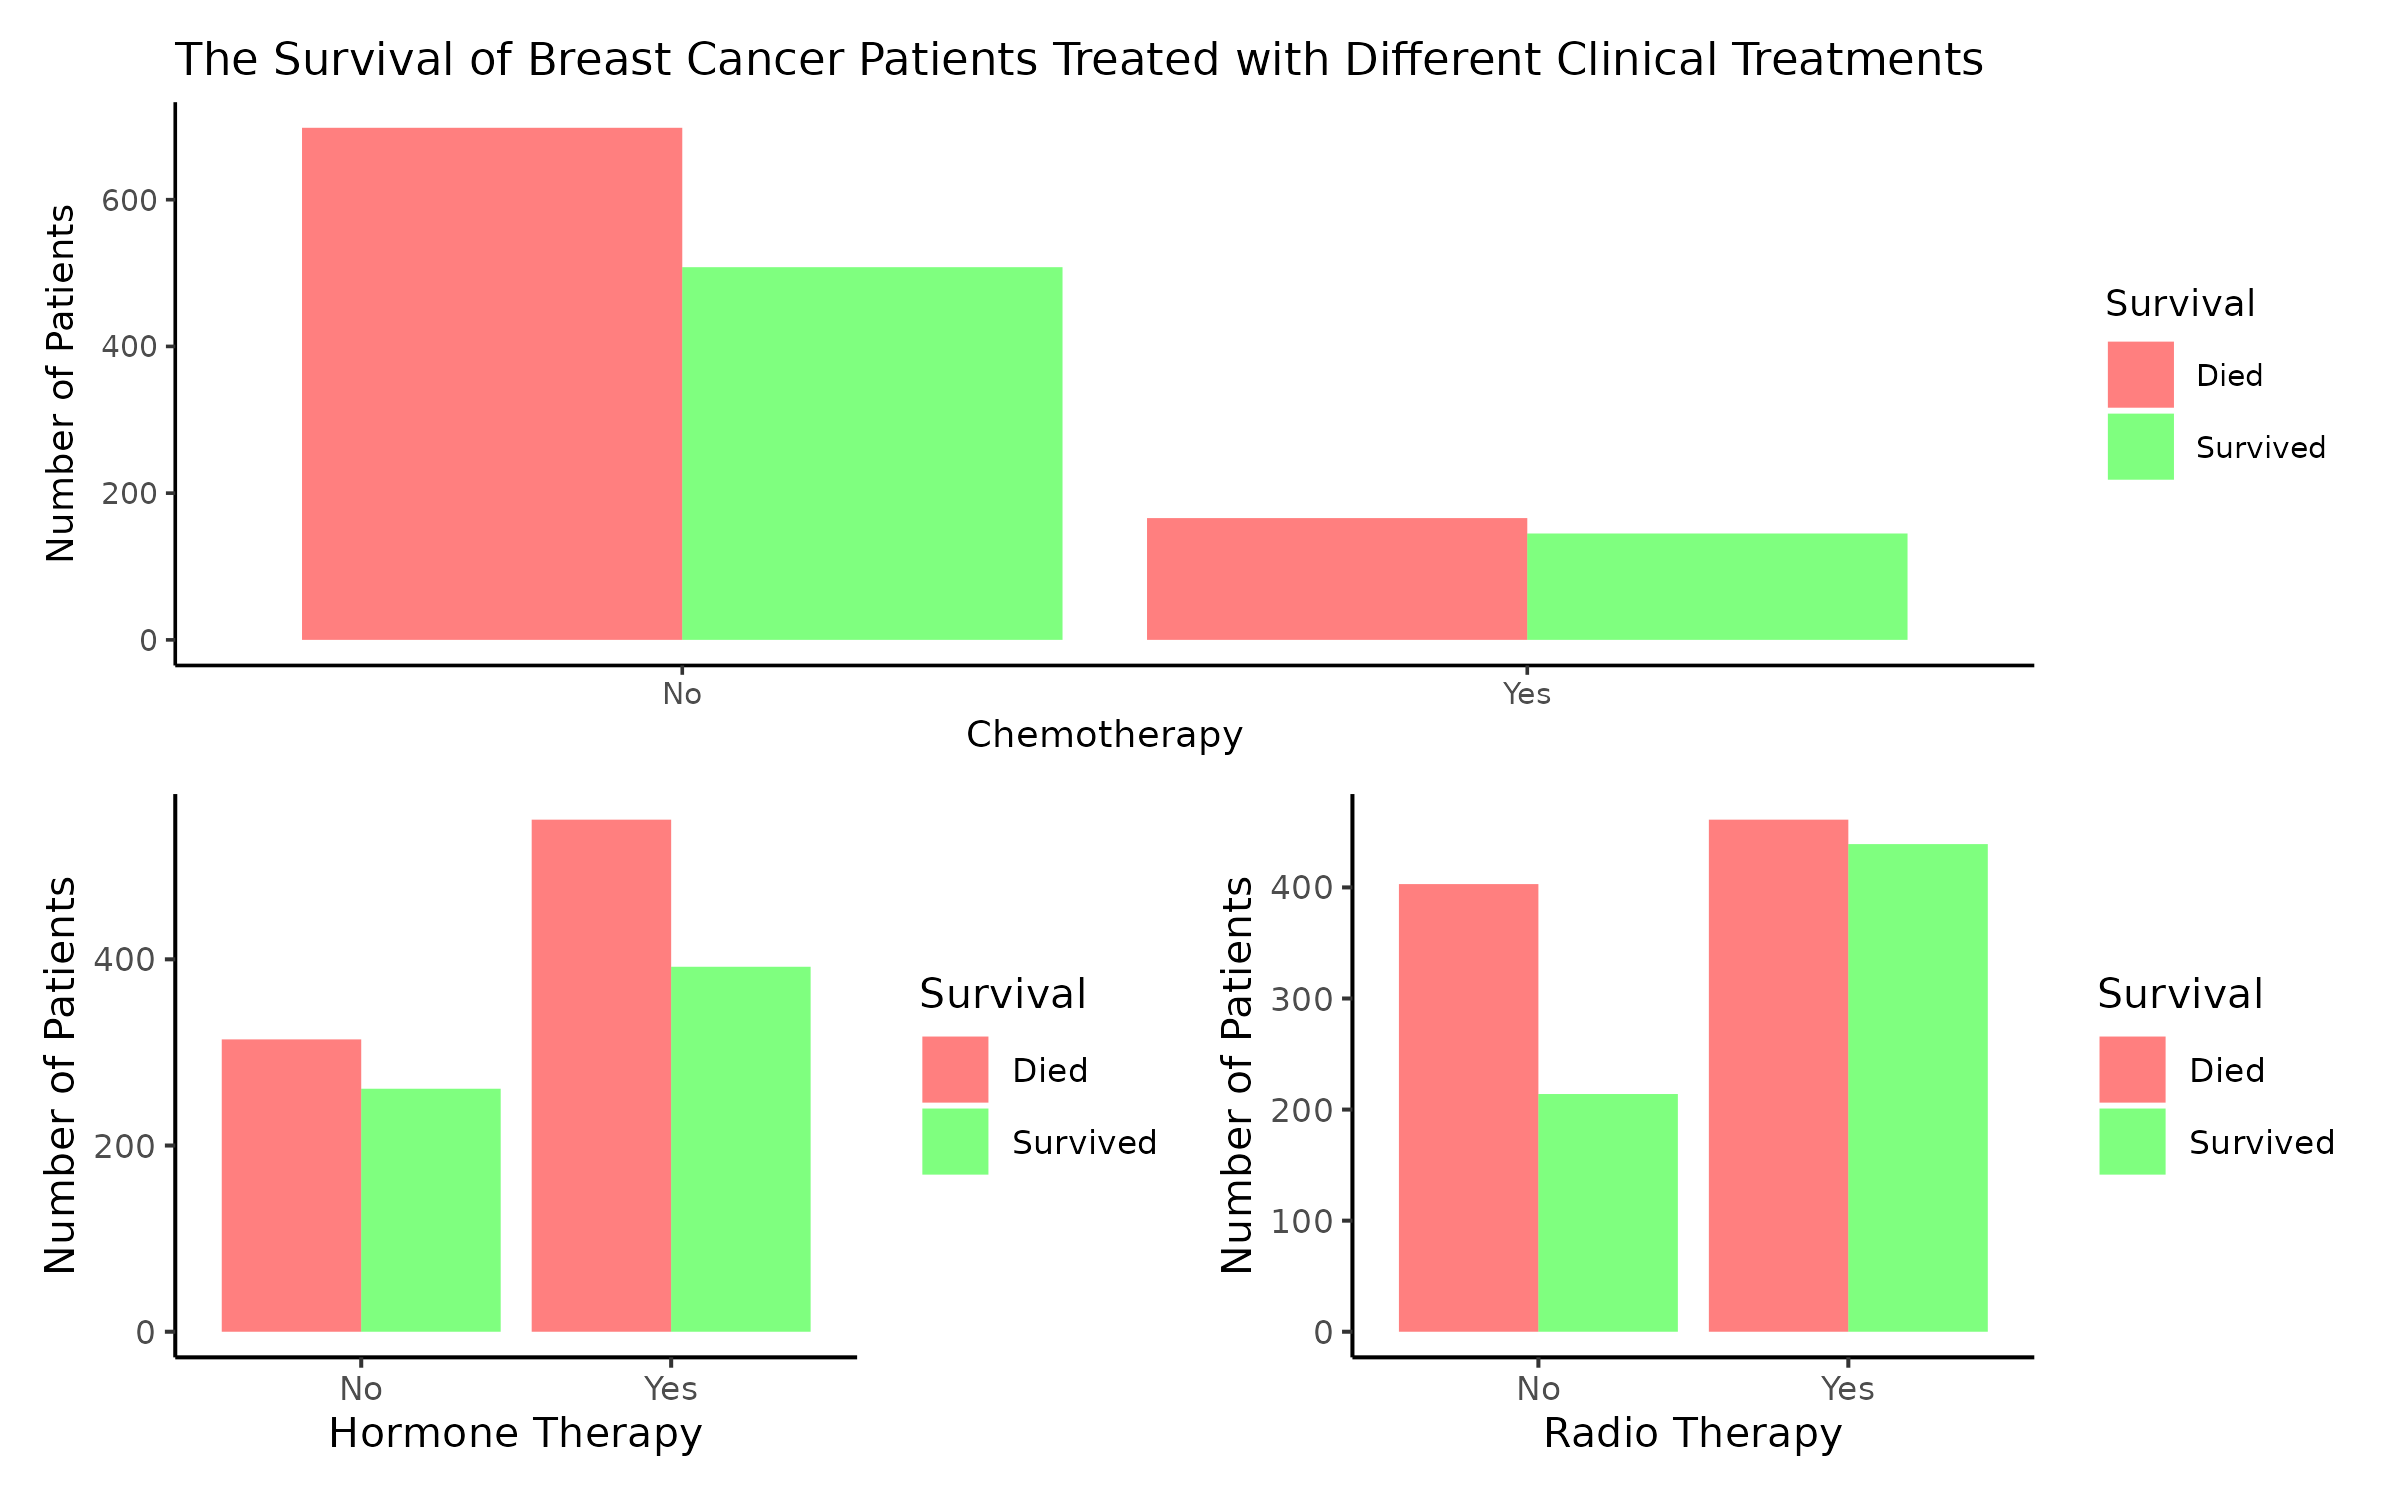 The Survival of Breast Cancer Patients Treated with Different Clinical Treatments
Number of Patients
600
400
200
0
No
Yes
Chemotherapy
Survival
Died
Survived
Number of Patients
400
200
0
No
Yes
Hormone Therapy
Survival
Died
Survived
Number of Patients
400
300
200
100
0
No
Yes
Radio Therapy
Survival
Died
Survived